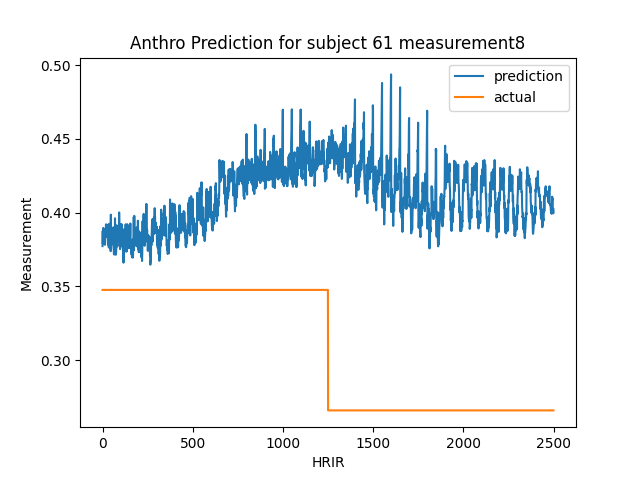 Anthro Prediction for subject 61 measurement8
prediction
actual
Measurement
0.50
0.45
0.40
0.35
0.30
0
500
1000
1500
2000
2500
HRIR